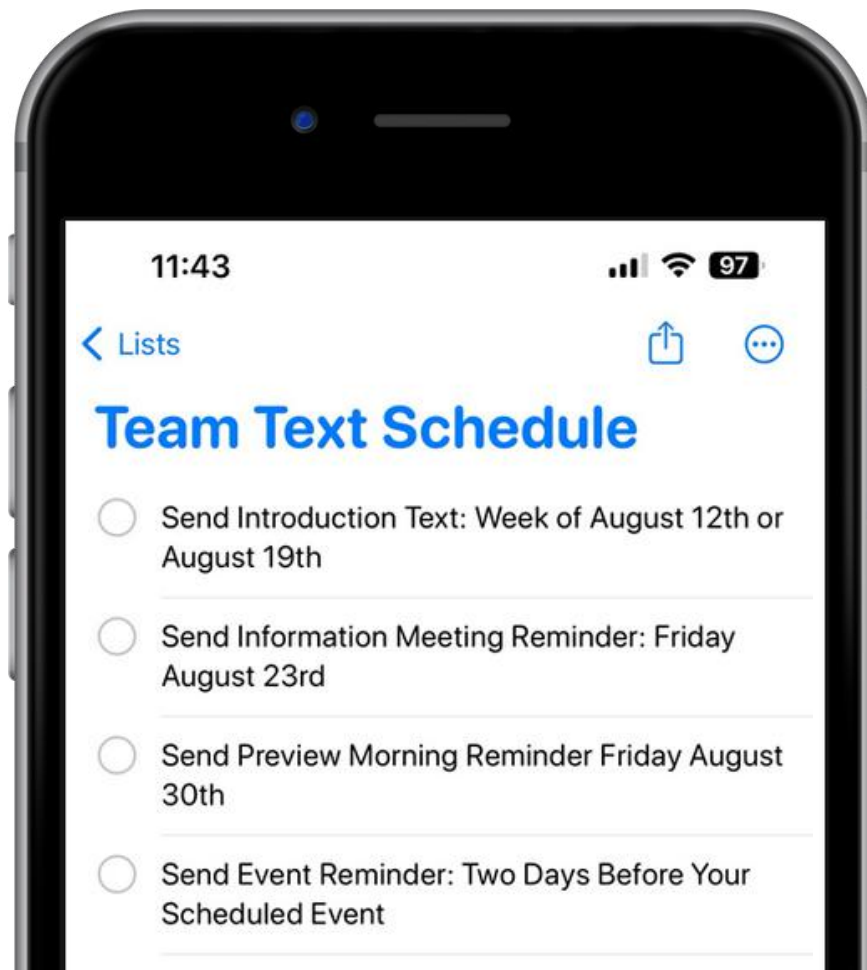 11:43
97
Lists
Team Text Schedule
Send Introduction Text: Week of August 12th or
August 19th
Send Information Meeting Reminder: Friday
August 23rd
Send Preview Morning Reminder Friday August
30th
Send Event Reminder: Two Days Before Your
Scheduled Event